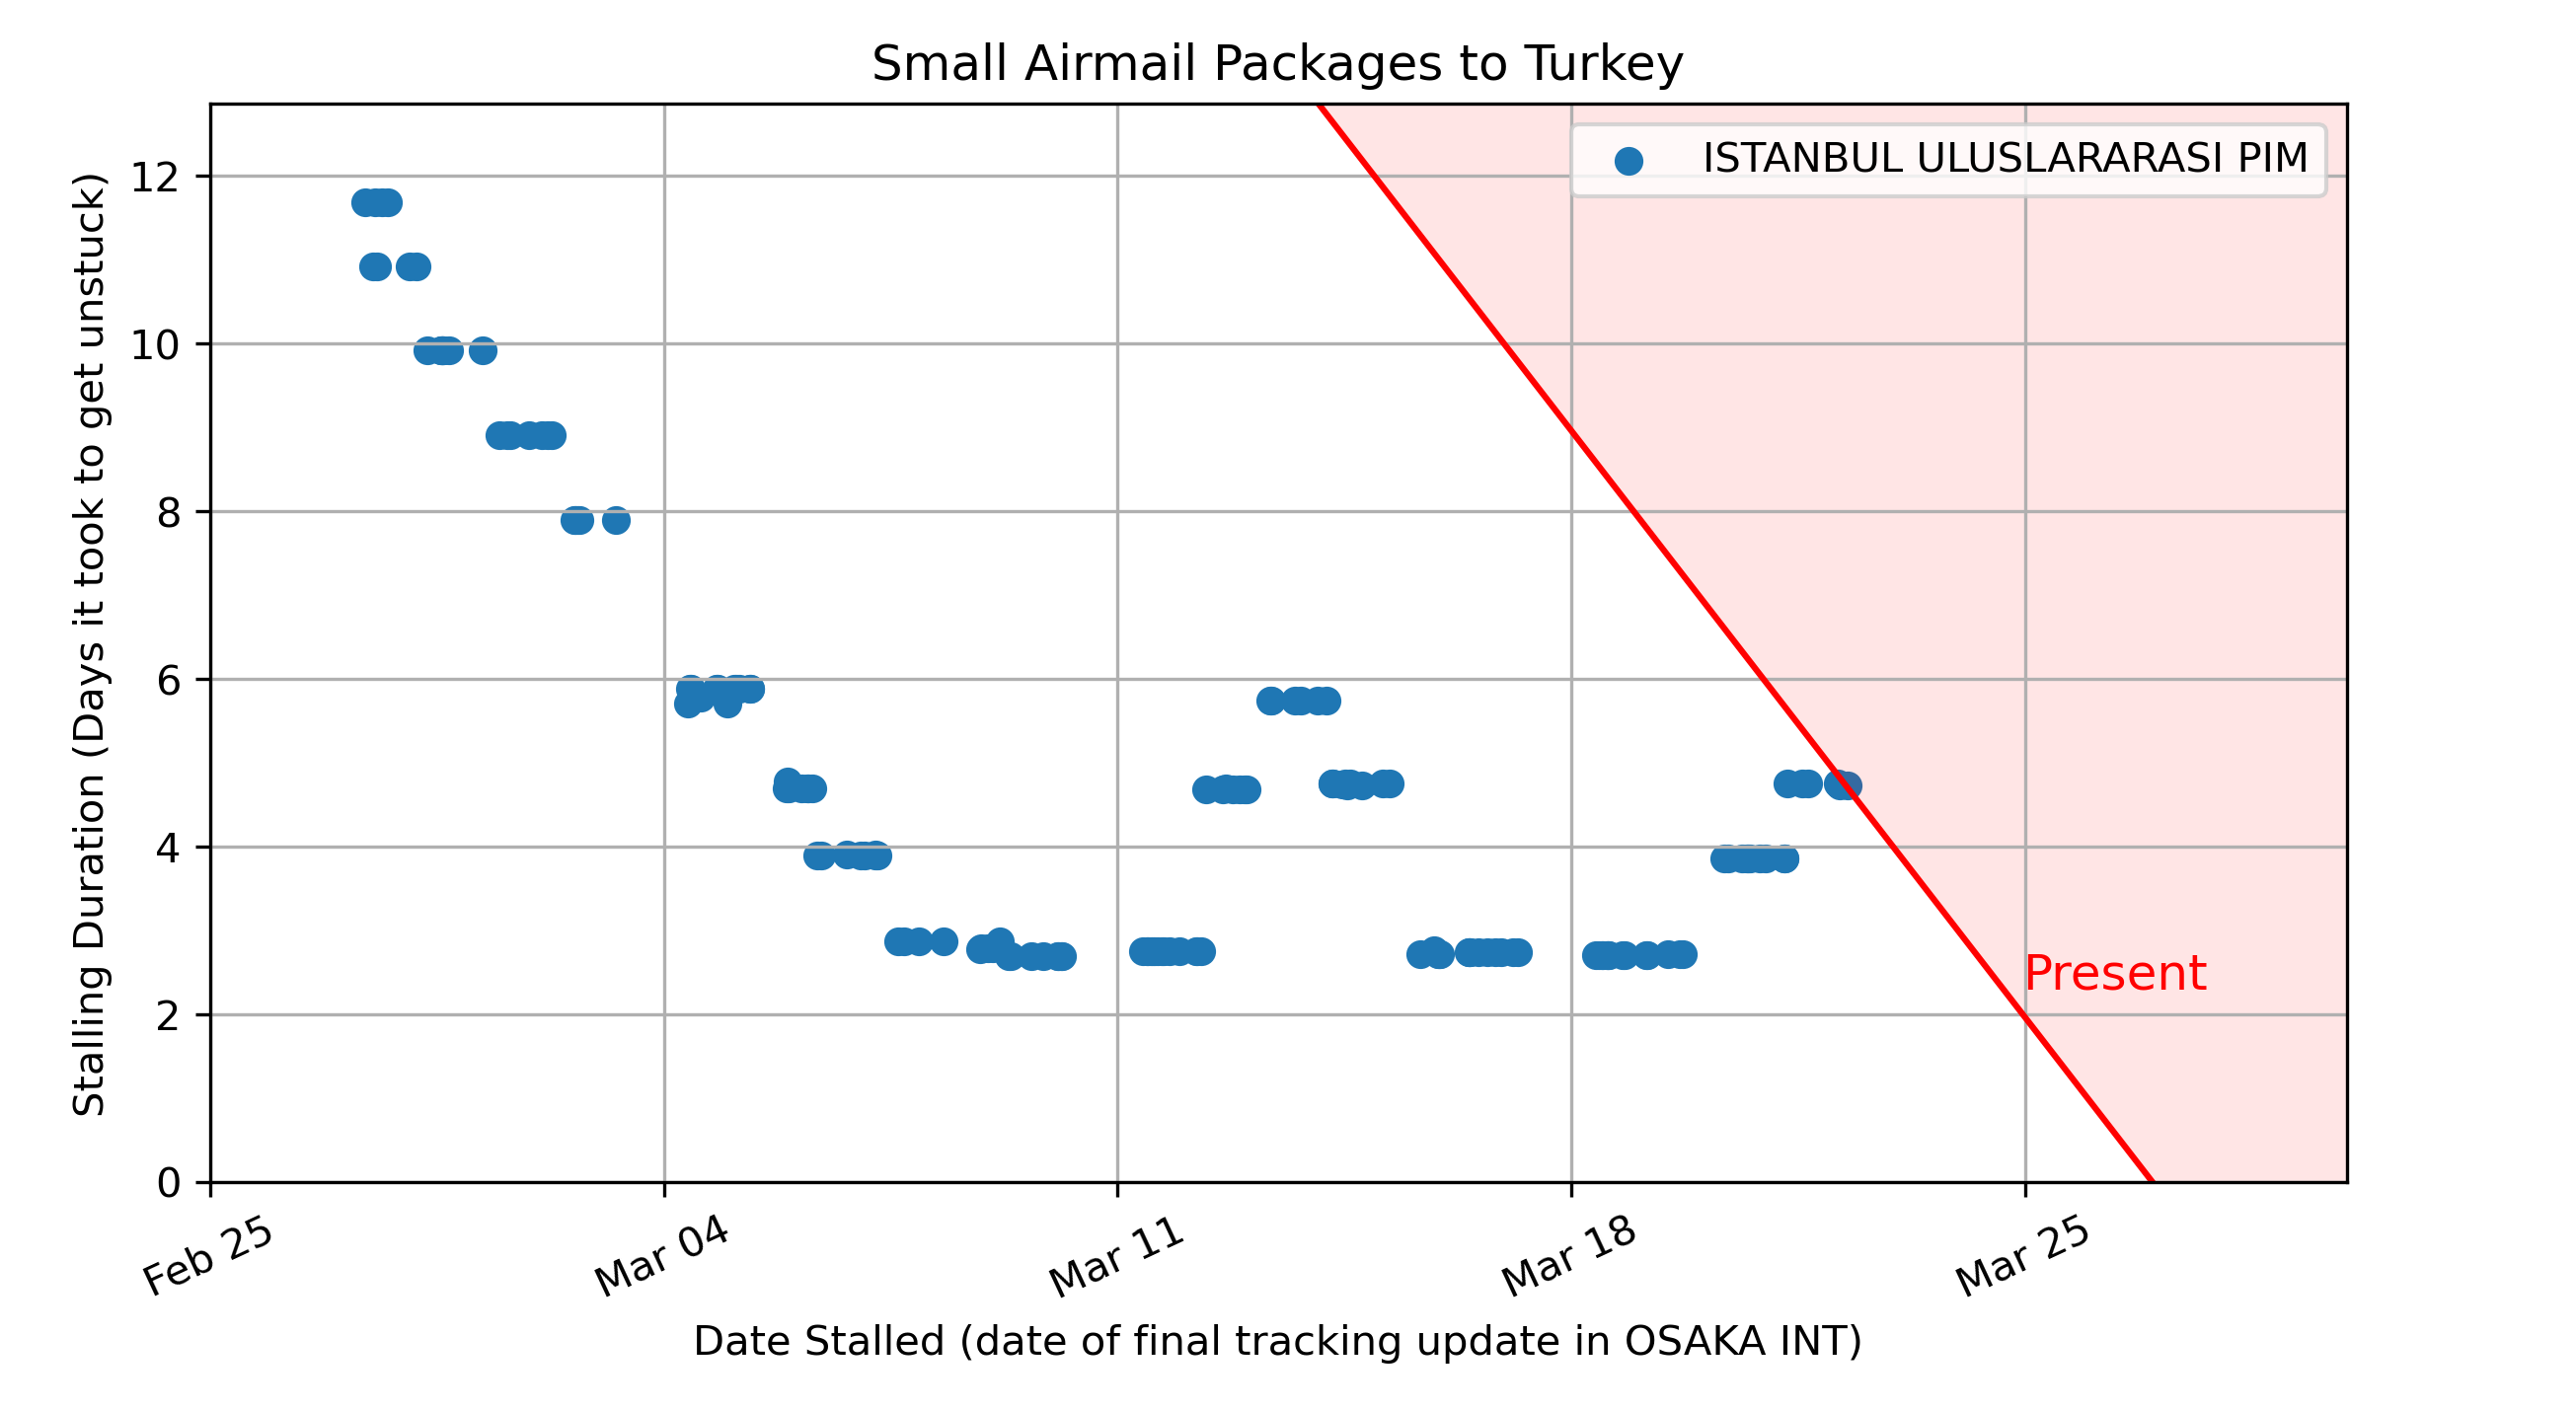 Small Airmail Packages to Turkey
ISTANBUL ULUSLARARASI PIM
Stalling Duration (Days it took to get unstuck)
12
10
8
6
4
2
0
Present
Feb 25
Mar 04
Mar 11
Mar 18
Mar 25
Date Stalled (date of final tracking update in OSAKA INT)